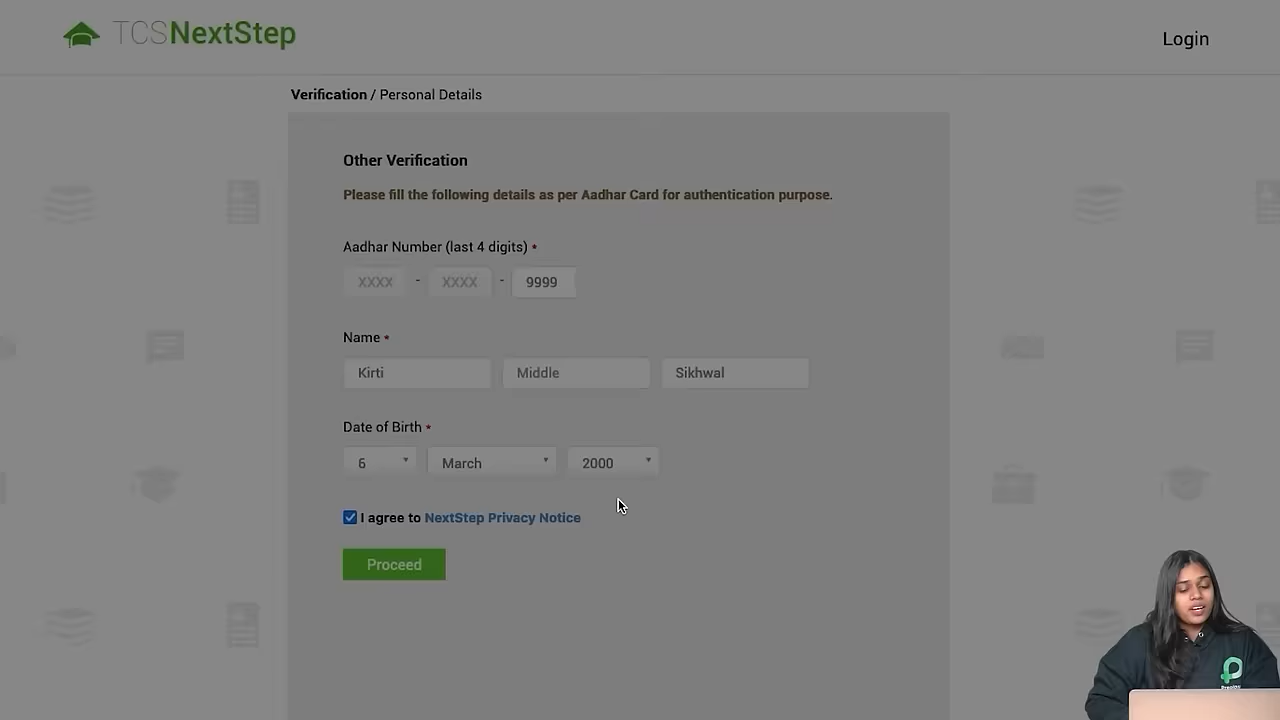 TCSNextStep
Login
Verification / Personal Details
Other Verification
Please fill the following details as per Aadhar Card for authentication purpose.
Aadhar Number (last 4 digits) *
XXXX - XXXX - 9999
Name *
Kirti Middle Sikhwal
Date of Birth *
6 March 2000
I agree to NextStep Privacy Notice
Proceed